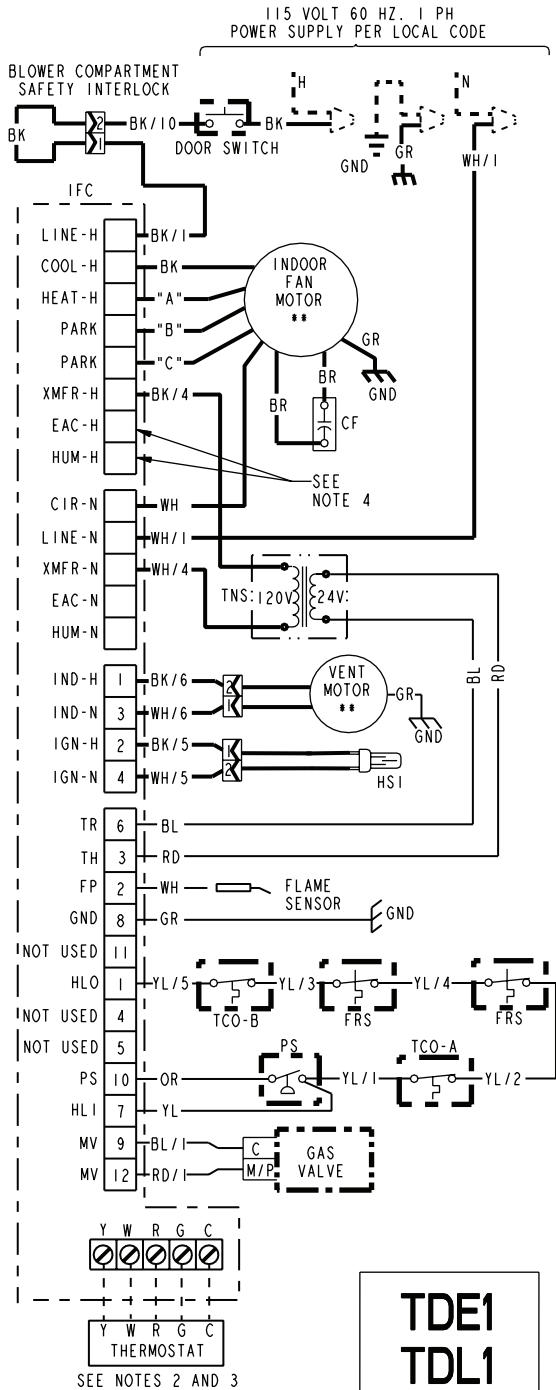 115 VOLT 60 HZ. 1 PH
POWER SUPPLY PER LOCAL CODE
BLOWER COMPARTMENT
SAFETY INTERLOCK
H
N
BK
2
1
BK/10
BK
DOOR SWITCH
GND
GR
WH/1
IFC
LINE-H
BK/1
COOL-H
BK
HEAT-H
"A"
PARK
"B"
PARK
"C"
XMFR-H
BK/4
EAC-H
HUM-H
INDOOR
FAN
MOTOR
**
GR
GND
BR
BR
CF
SEE
NOTE 4
CIR-N
WH
LINE-N
WH/1
XMFR-N
WH/4
EAC-N
HUM-N
TNS
120V
24V
BL
RD
IND-H
1
BK/6
2
IND-N
3
WH/6
1
IGN-H
2
BK/5
1
IGN-N
4
WH/5
2
VENT
MOTOR
**
GR
GND
HSI
TR
6
BL
TH
3
RD
FP
2
WH
FLAME
SENSOR
GND
8
GR
GND
NOT USED
11
HLO
1
YL/5
TCO-B
YL/3
FRS
YL/4
FRS
NOT USED
4
NOT USED
5
PS
10
OR
PS
YL/1
TCO-A
YL/2
HLI
7
YL
MV
9
BL/1
C
MV
12
RD/1
M/P
GAS
VALVE
Y W R G C
Y W R G C
THERMOSTAT
SEE NOTES 2 AND 3
TDE1
TDL1